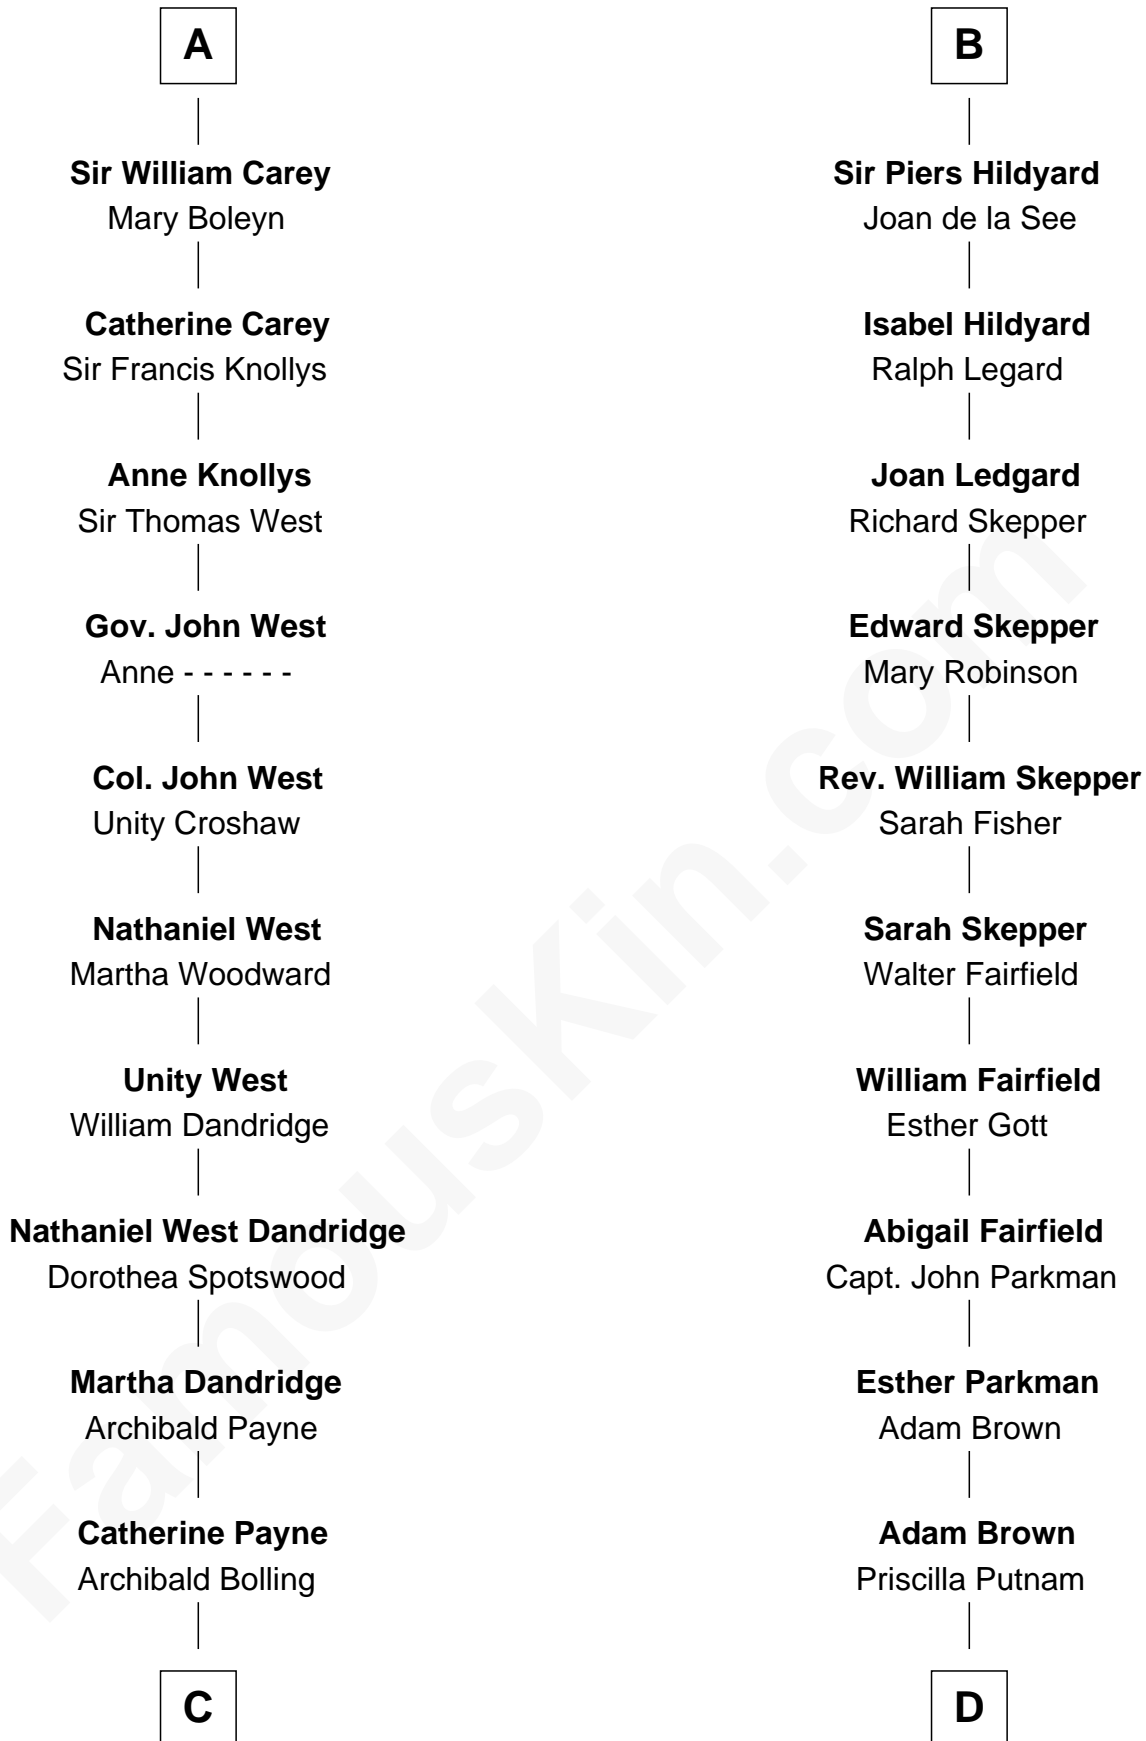 A
Sir William Carey
Mary Boleyn
Catherine Carey
Sir Francis Knollys
Anne Knollys
Sir Thomas West
Gov. John West
Anne - - - - - -
Col. John West
Unity Croshaw
Nathaniel West
Martha Woodward
Unity West
William Dandridge
Nathaniel West Dandridge
Dorothea Spotswood
Martha Dandridge
Archibald Payne
Catherine Payne
Archibald Bolling
C
B
Sir Piers Hildyard
Joan de la See
Isabel Hildyard
Ralph Legard
Joan Ledgard
Richard Skepper
Edward Skepper
Mary Robinson
Rev. William Skepper
Sarah Fisher
Sarah Skepper
Walter Fairfield
William Fairfield
Esther Gott
Abigail Fairfield
Capt. John Parkman
Esther Parkman
Adam Brown
Adam Brown
Priscilla Putnam
D
FamousKin.com